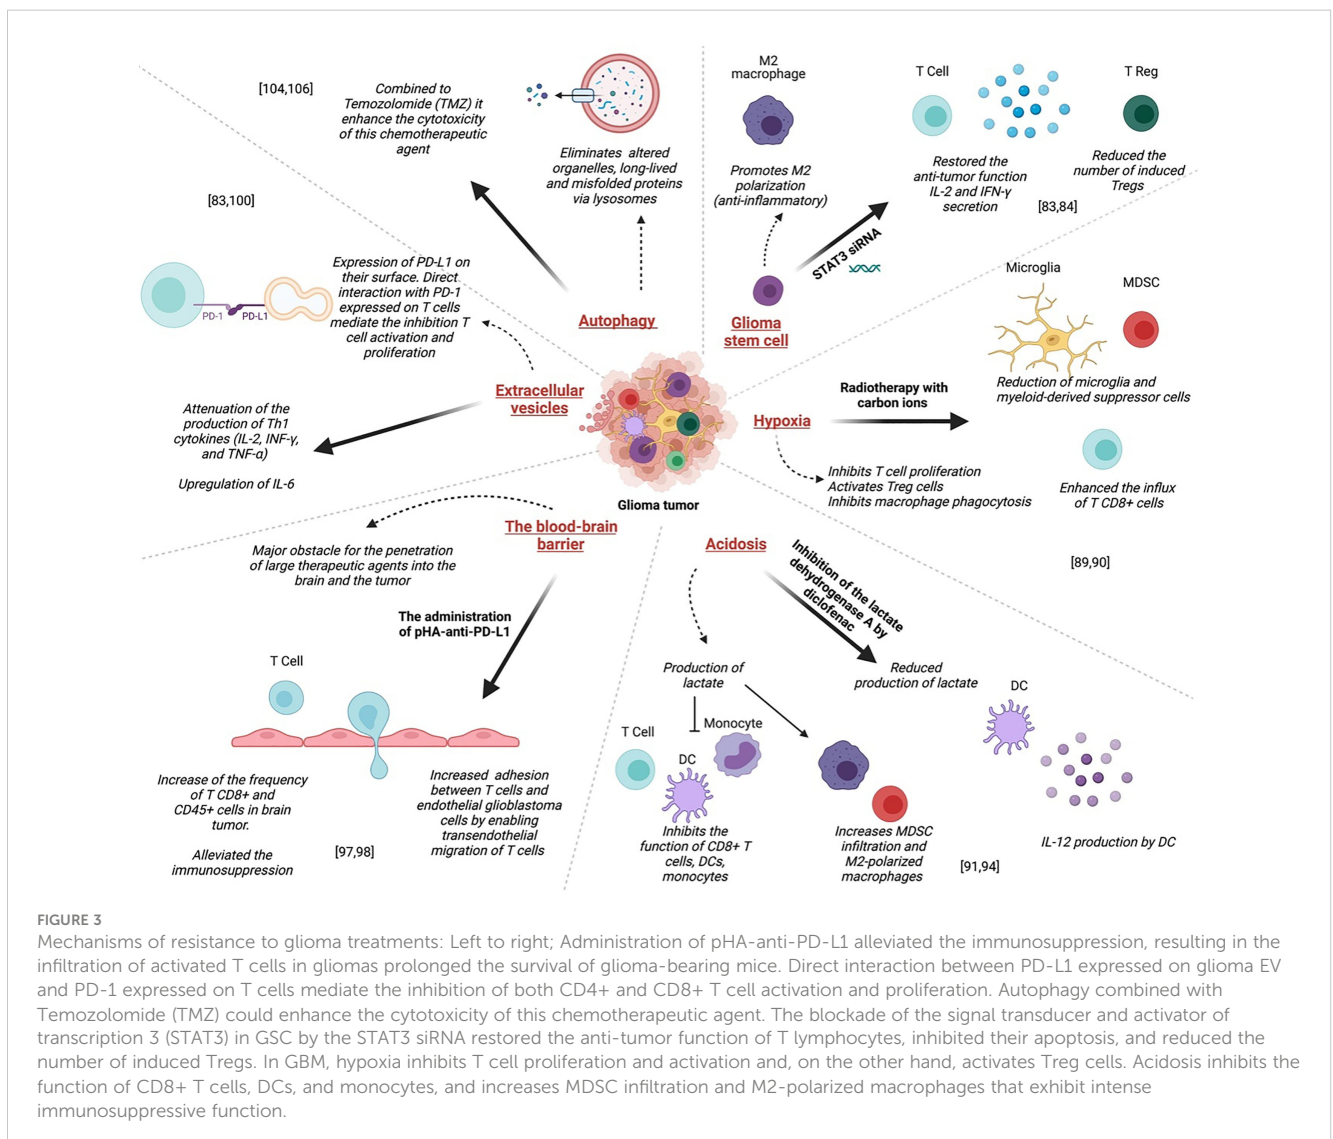 [104,106]
Combined to
Temozolomide (TMZ) it
enhance the cytotoxicity
of this chemotherapeutic
agent
Eliminates altered
organelles, long-lived
and misfolded proteins
via lysosomes
Autophagy
M2
macrophage
Promotes M2
polarization
(anti-inflammatory)
STAT3 siRNA
Glioma
stem cell
T Cell
T Reg
Restored the
anti-tumor function
IL-2 and IFN-γ
secretion
Reduced the
number of induced
Tregs
[83,84]
[83,100]
PD-1
PD-L1
Expression of PD-L1 on
their surface. Direct
interaction with PD-1
expressed on T cells
mediate the inhibition T
cell activation and
proliferation
Extracellular
vesicles
Attenuation of the
production of Th1
cytokines (IL-2, INF-γ,
and TNF-α)
Upregulation of IL-6
Glioma tumor
Hypoxia
Radiotherapy with
carbon ions
Microglia
MDSC
Reduction of microglia and
myeloid-derived suppressor cells
Inhibits T cell proliferation
Activates Treg cells
Inhibits macrophage phagocytosis
Enhanced the influx
of T CD8+ cells
[89,90]
The blood-brain
barrier
Major obstacle for the penetration
of large therapeutic agents into the
brain and the tumor
The administration
of pHA-anti-PD-L1
T Cell
Increase of the frequency
of T CD8+ and
CD45+ cells in brain
tumor.
Alleviated the
immunosuppression
[97,98]
Increased adhesion
between T cells and
endothelial glioblastoma
cells by enabling
transendothelial
migration of T cells
Acidosis
Inhibition of the lactate
dehydrogenase A by
diclofenac
Production of
lactate
Reduced
production of lactate
T Cell
Monocyte
DC
Inhibits the
function of CD8+ T
cells, DCs,
monocytes
Increases MDSC
infiltration and
M2-polarized
macrophages
[91,94]
DC
IL-12 production by DC
FIGURE 3
Mechanisms of resistance to glioma treatments: Left to right; Administration of pHA-anti-PD-L1 alleviated the immunosuppression, resulting in the
infiltration of activated T cells in gliomas prolonged the survival of glioma-bearing mice. Direct interaction between PD-L1 expressed on glioma EV
and PD-1 expressed on T cells mediate the inhibition of both CD4+ and CD8+ T cell activation and proliferation. Autophagy combined with
Temozolomide (TMZ) could enhance the cytotoxicity of this chemotherapeutic agent. The blockade of the signal transducer and activator of
transcription 3 (STAT3) in GSC by the STAT3 siRNA restored the anti-tumor function of T lymphocytes, inhibited their apoptosis, and reduced the
number of induced Tregs. In GBM, hypoxia inhibits T cell proliferation and activation and, on the other hand, activates Treg cells. Acidosis inhibits the
function of CD8+ T cells, DCs, and monocytes, and increases MDSC infiltration and M2-polarized macrophages that exhibit intense
immunosuppressive function.